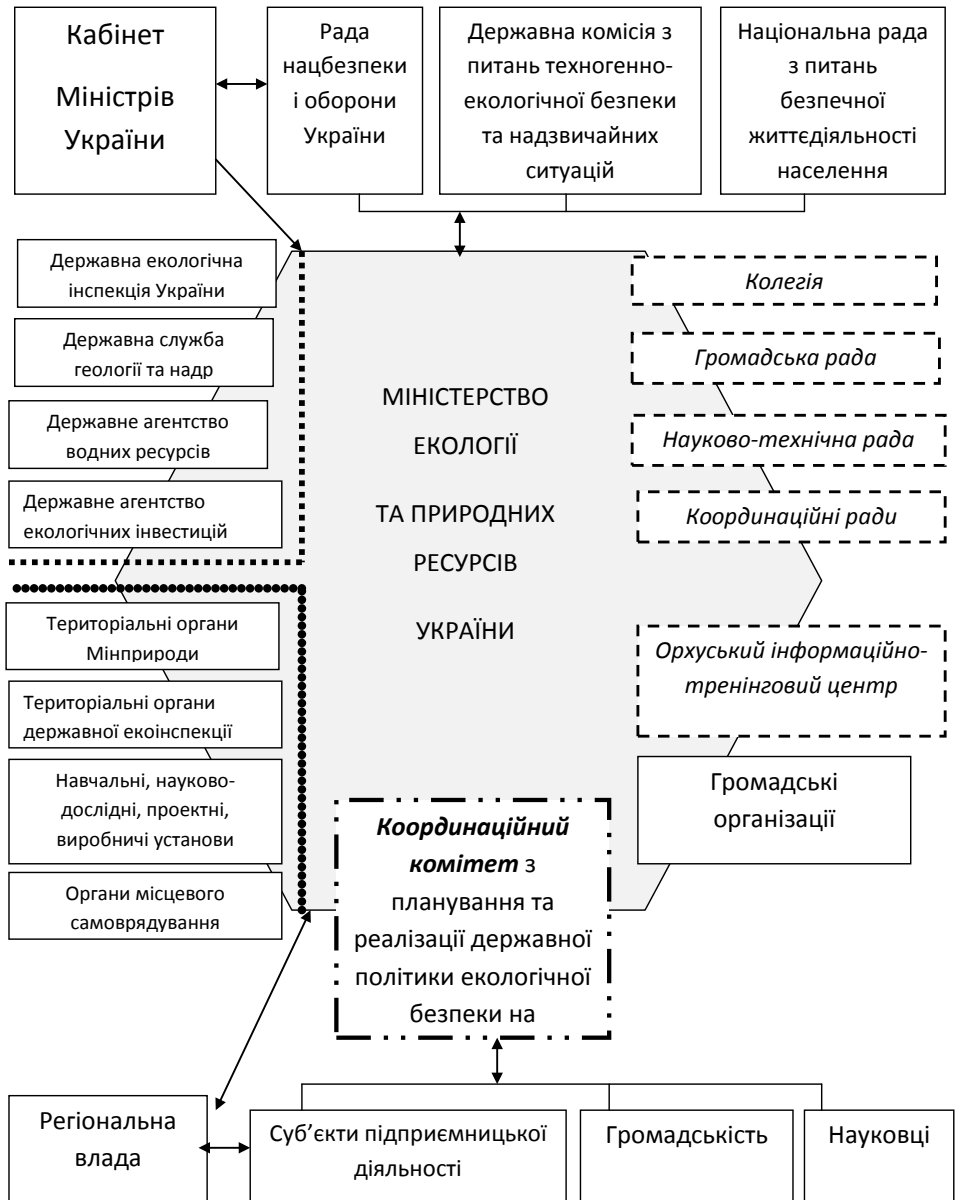 Кабінет
Міністрів
України
Рада
нацбезпеки
і оборони
України
Державна комісія з
питань техногенно-
екологічної безпеки
та надзвичайних
ситуацій
Національна рада
з питань
безпечної
життєдіяльності
населення
Державна екологічна
інспекція України
Державна служба
геології та надр
Державне агентство
водних ресурсів
Державне агентство
екологічних інвестицій
Територіальні органи
Мінприроди
Територіальні органи
державної екоінспекції
Навчальні, науково-
дослідні, проектні,
виробничі установи
Органи місцевого
самоврядування
МІНІСТЕРСТВО
ЕКОЛОГІЇ
ТА ПРИРОДНИХ
РЕСУРСІВ
УКРАЇНИ
Колегія
Громадська рада
Науково-технічна рада
Координаційні ради
Орхуський інформаційно-
тренінговий центр
Громадські
організації
Координаційний
комітет з
планування та
реалізації державної
політики екологічної
безпеки на
Регіональна
влада
Суб’єкти підприємницької
діяльності
Громадськість
Науковці